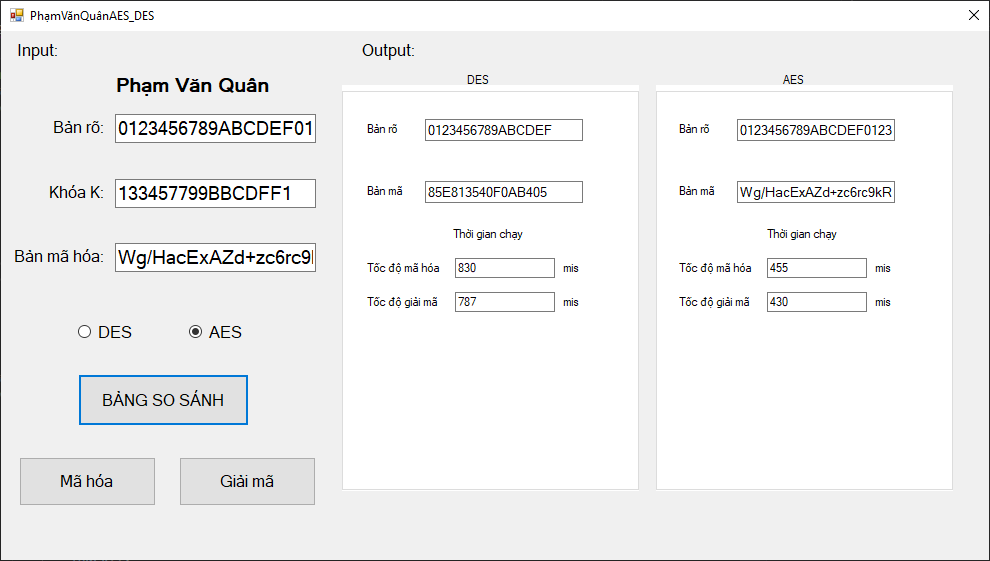 PhạmVănQuânAES_DES
Input:
Phạm Văn Quân
Bản rõ: 0123456789ABCDEF01
Khóa K: 133457799BBCDFF1
Bản mã hóa: Wg/HacExAZd+zc6rc9
DES AES
BẢNG SO SÁNH
Mã hóa Giải mã
Output:
DES
Bản rõ 0123456789ABCDEF
Bản mã 85E813540F0AB405
Thời gian chạy
Tốc độ mã hóa 830 mis
Tốc độ giải mã 787 mis
AES
Bản rõ 0123456789ABCDEF0123
Bản mã Wg/HacExAZd+zc6rc9kR
Thời gian chạy
Tốc độ mã hóa 455 mis
Tốc độ giải mã 430 mis